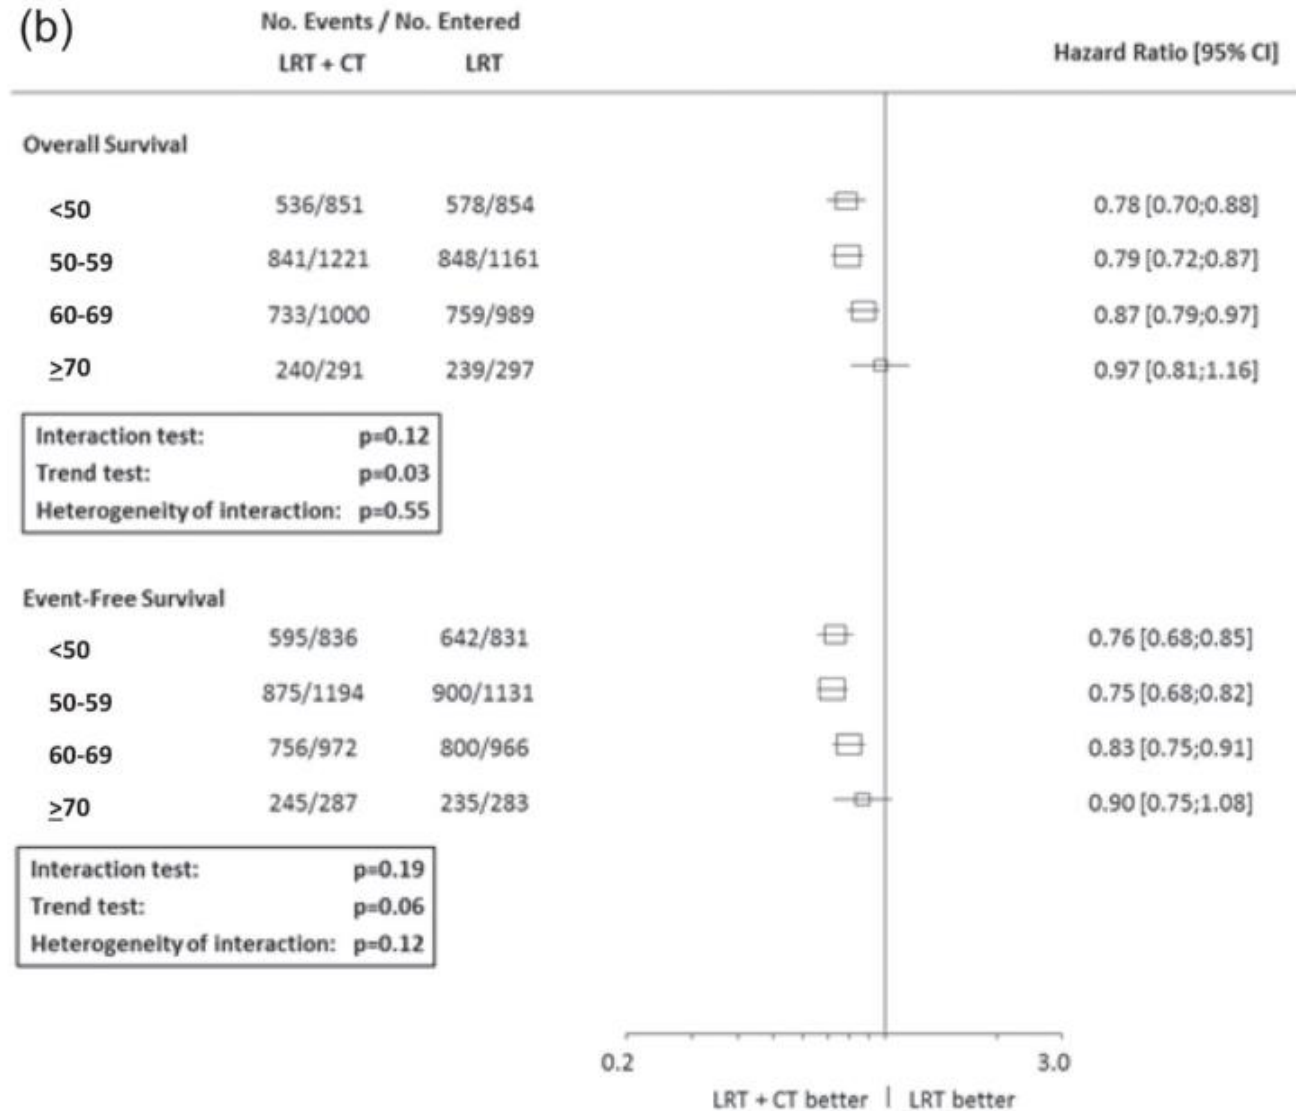 (b)
No. Events / No. Entered
LRT + CT LRT Hazard Ratio [95% CI]
Overall Survival
<50 536/851 578/854 0.78 [0.70;0.88]
50-59 841/1221 848/1161 0.79 [0.72;0.87]
60-69 733/1000 759/989 0.87 [0.79;0.97]
≥70 240/291 239/297 0.97 [0.81;1.16]
Interaction test: p=0.12
Trend test: p=0.03
Heterogeneity of interaction: p=0.55
Event-Free Survival
<50 595/836 642/831 0.76 [0.68;0.85]
50-59 875/1194 900/1131 0.75 [0.68;0.82]
60-69 756/972 800/966 0.83 [0.75;0.91]
≥70 245/287 235/283 0.90 [0.75;1.08]
Interaction test: p=0.19
Trend test: p=0.06
Heterogeneity of interaction: p=0.12
0.2 3.0
LRT + CT better | LRT better